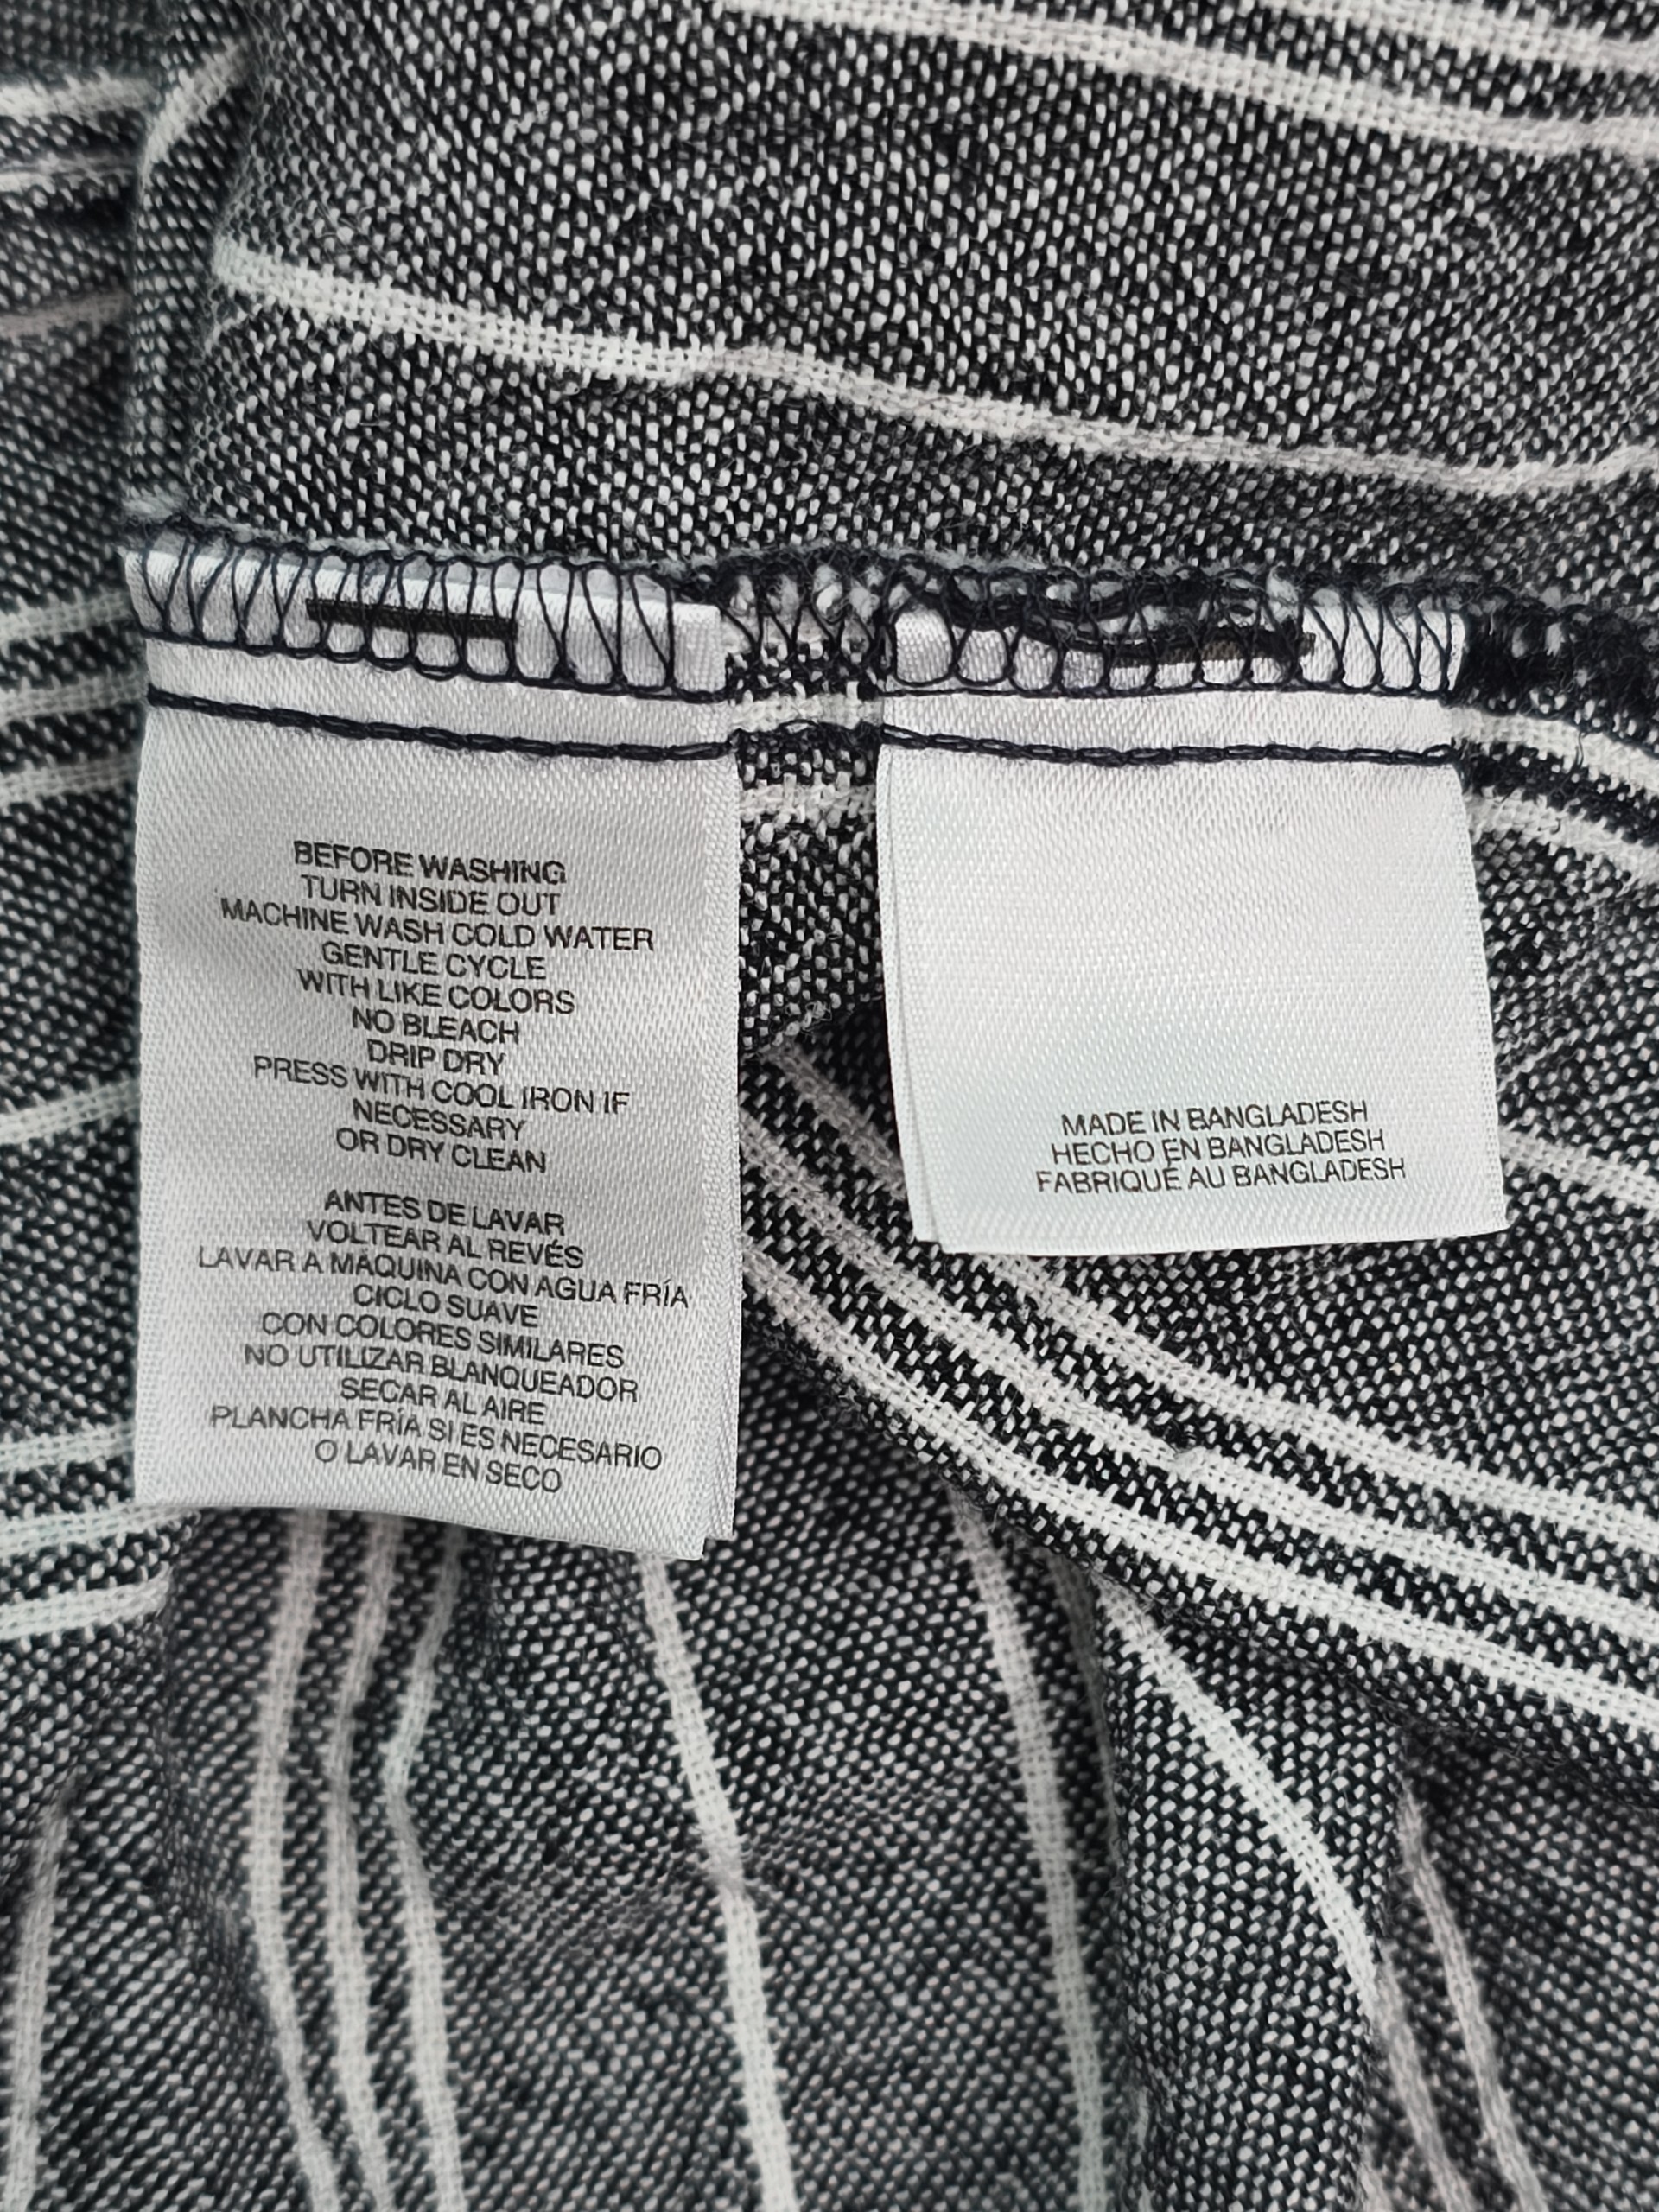 BEFORE WASHING
TURN INSIDE OUT
MACHINE WASH COLD WATER
GENTLE CYCLE
WITH LIKE COLORS
NO BLEACH
DRIP DRY
PRESS WITH COOL IRON IF
NECESSARY
OR DRY CLEAN
ANTES DE LAVAR
VOLTEAR AL REVÉS
LAVAR A MÁQUINA CON AGUA FRÍA
CICLO SUAVE
CON COLORES SIMILARES
NO UTILIZAR BLANQUEADOR
SECAR AL AIRE
PLANCHA FRÍA SI ES NECESARIO
O LAVAR EN SECO
MADE IN BANGLADESH
HECHO EN BANGLADESH
FABRIQUÉ AU BANGLADESH